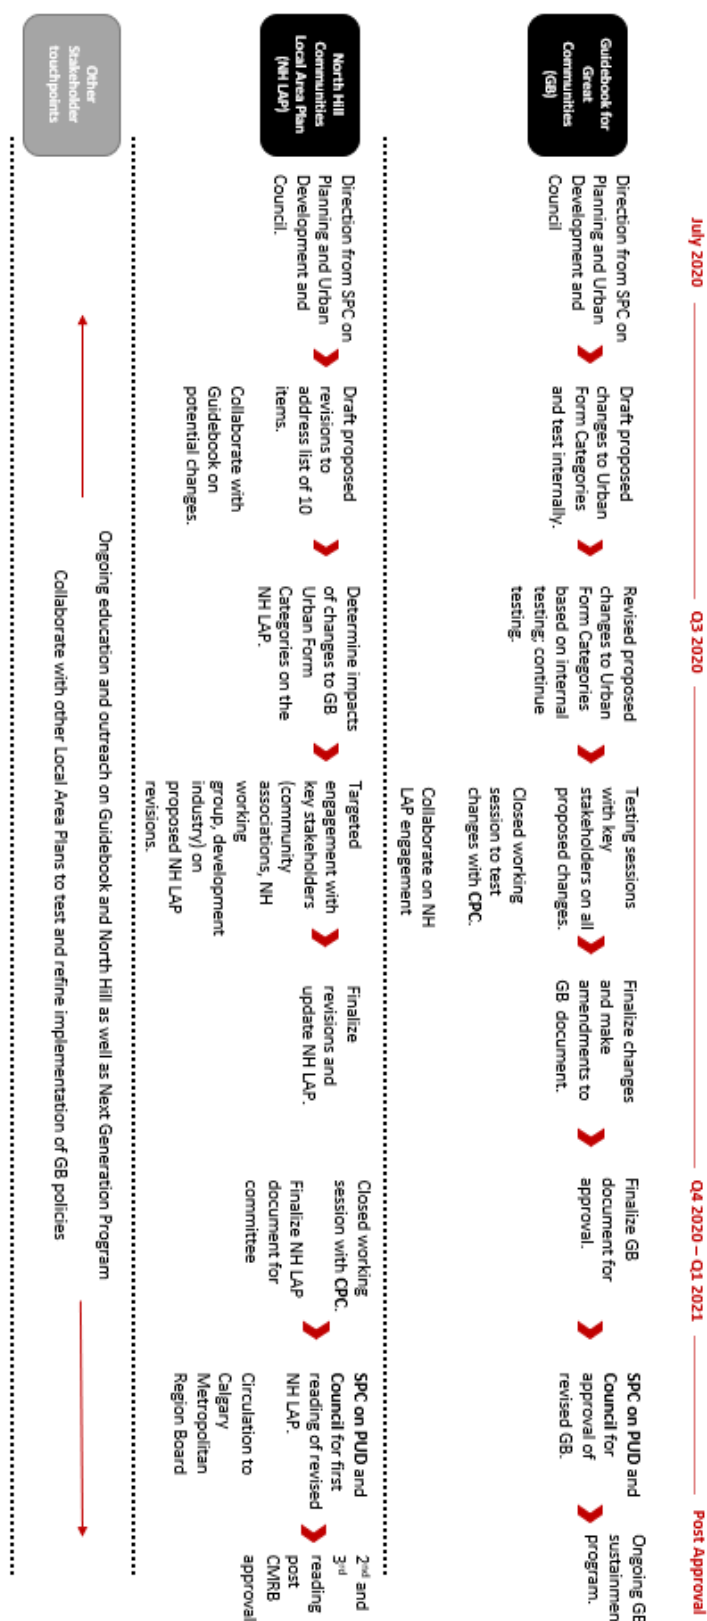 July 2020
Q3 2020
Q4 2020 – Q1 2021
Post Approval
Guidebook for
Great
Communities
(GB)
Direction from SPC on
Planning and Urban
Development and
Council
Draft proposed
changes to Urban
Form Categories
and test internally.
Revised proposed
changes to Urban
Form Categories
based on internal
testing; continue
testing.
Testing sessions
with key
stakeholders on all
proposed changes.
Closed working
session to test
changes with CPC.
Collaborate on NH
LAP engagement
Finalize changes
and make
amendments to
GB document.
Finalize GB
document for
approval.
SPC on PUD and
Council for
approval of
revised GB.
Ongoing GB
sustainmen
program.
North Hill
Communities
Local Area Plan
(NH LAP)
Direction from SPC on
Planning and Urban
Development and
Council.
Draft proposed
revisions to
address list of 10
items.
Collaborate with
Guidebook on
potential changes.
Determine impacts
of changes to GB
Urban Form
Categories on the
NH LAP.
Targeted
engagement with
key stakeholders
(community
associations, NH
working
group, development
industry) on
proposed NH LAP
revisions.
Finalize
revisions and
update NH LAP.
Closed working
session with CPC.
Finalize NH LAP
document for
committee
SPC on PUD and
Council for first
reading of revised
NH LAP.
Circulation to
Calgary
Metropolitan
Region Board
2nd and
3rd
reading
post
CMRB
approval
Other
Stakeholder
touchpoints
Ongoing education and outreach on Guidebook and North Hill as well as Next Generation Program
Collaborate with other Local Area Plans to test and refine implementation of GB policies